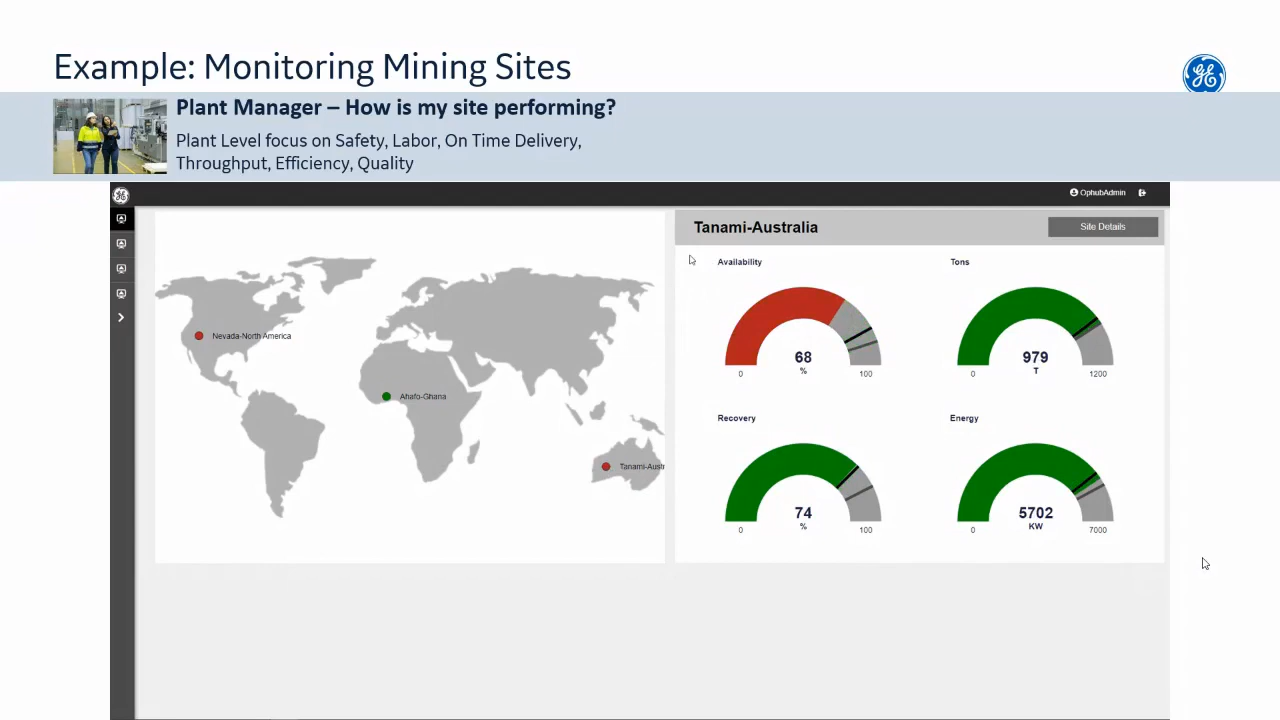 Example: Monitoring Mining Sites
Plant Manager – How is my site performing?
Plant Level focus on Safety, Labor, On Time Delivery,
Throughput, Efficiency, Quality
OphubAdmin
Tanami-Australia
Site Details
Nevada-North America
Ahafo-Ghana
Tanami-Austr
Availability
68
%
0
100
Tons
979
T
0
1200
Recovery
74
%
0
100
Energy
5702
KW
0
7000